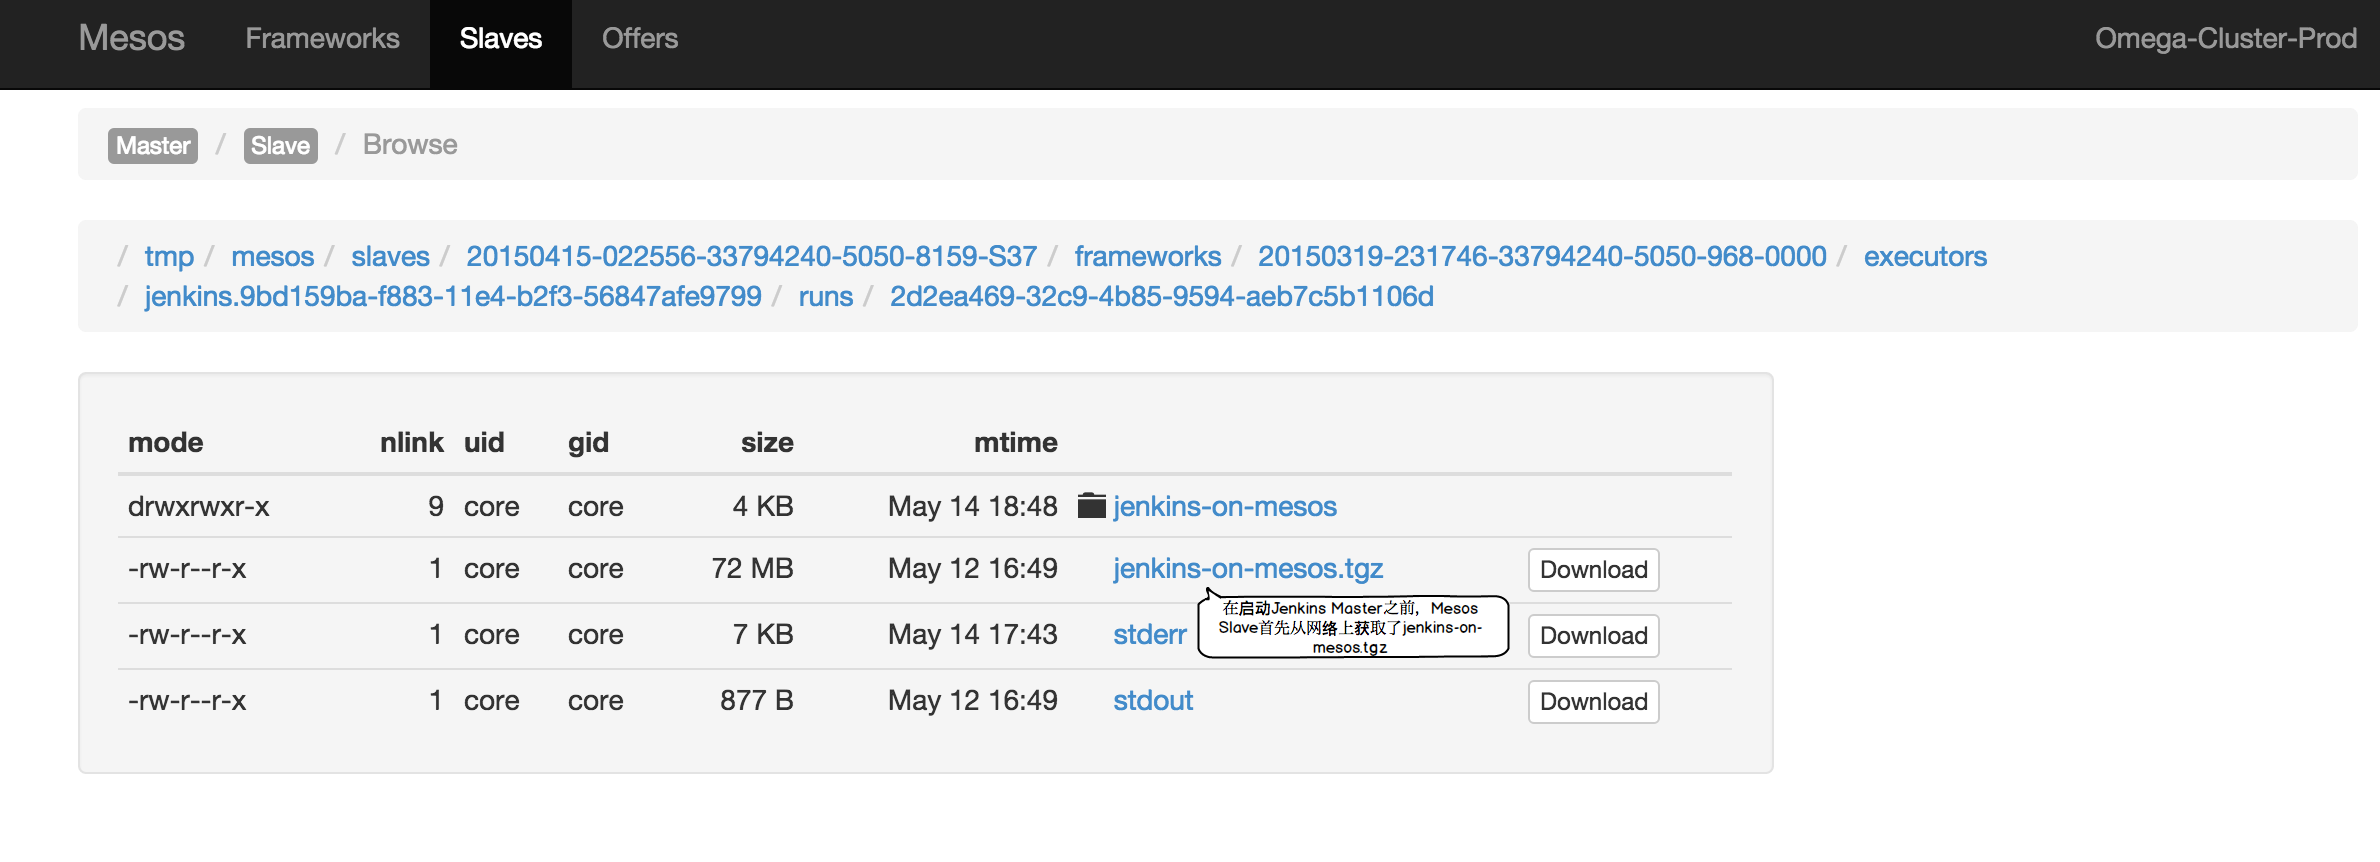 Mesos Frameworks Slaves Offers Omega-Cluster-Prod
Master / Slave / Browse
/ tmp / mesos / slaves / 20150415-022556-33794240-5050-8159-S37 / frameworks / 20150319-231746-33794240-5050-968-0000 / executors
/ jenkins.9bd159ba-f883-11e4-b2f3-56847afe9799 / runs / 2d2ea469-32c9-4b85-9594-aeb7c5b1106d
mode nlink uid gid size mtime
drwxrwxr-x 9 core core 4 KB May 14 18:48 jenkins-on-mesos
-rw-r--r-x 1 core core 72 MB May 12 16:49 jenkins-on-mesos.tgz Download
在启动Jenkins Master之前，Mesos
Slave首先从网络上获取了jenkins-on-
mesos.tgz
-rw-r--r-x 1 core core 7 KB May 14 17:43 stderr Download
-rw-r--r-x 1 core core 877 B May 12 16:49 stdout Download